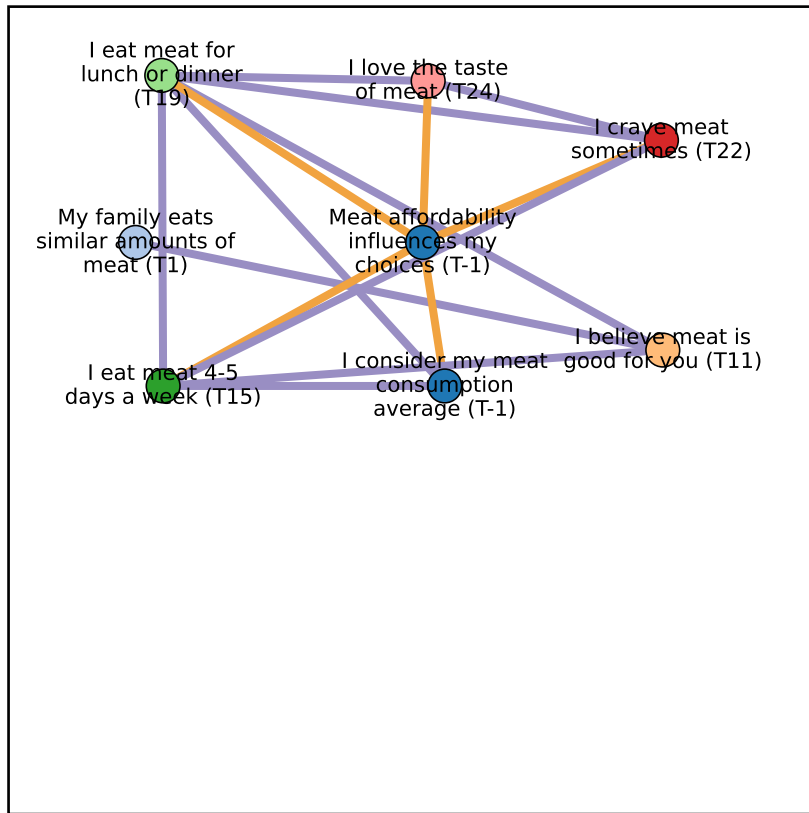 I eat meat for
lunch or dinner
(T19)
I love the taste
of meat (T24)
I crave meat
sometimes (T22)
My family eats
similar amounts of
meat (T1)
Meat affordability
influences my
choices (T-1)
I believe meat is
good for you (T11)
I eat meat 4-5
days a week (T15)
I consider my meat
consumption
average (T-1)